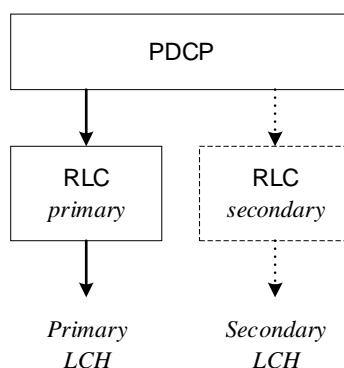 PDCP
RLC
primary
RLC
secondary
Primary
LCH
Secondary
LCH